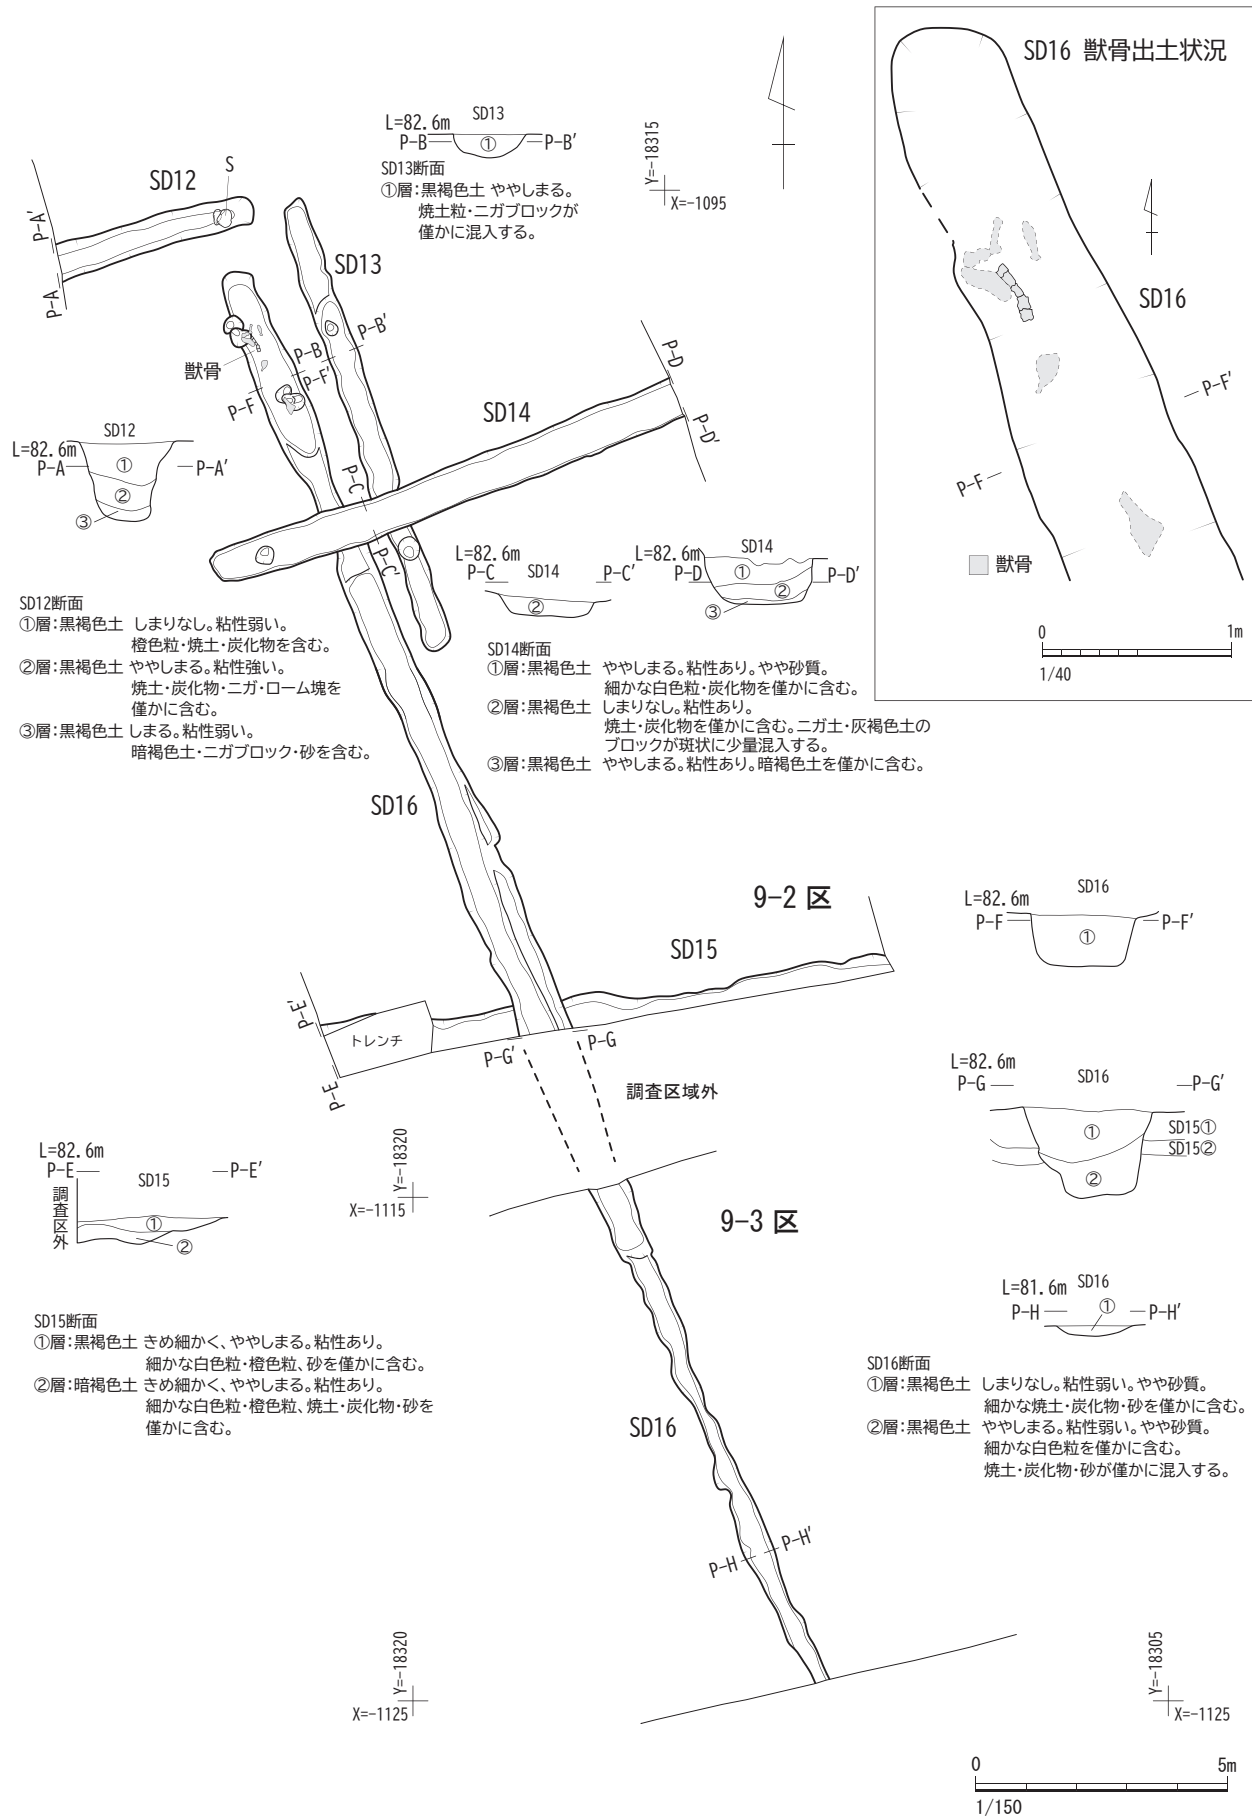 SD16 獣骨出土状況
SD16
P-F'
P-F
獣骨
0 1m
1/40
SD13
L=82.6m
P-B ① P-B'
SD13断面
①層:黒褐色土 ややしまる。
焼土粒・ニガブロックが
僅かに混入する。
Y=-18315
X=-1095
S
SD12
P-A'
P-A
SD13
P-B'
P-B
獣骨
P-F'
P-F
SD14
P-D
P-D'
P-C
P-C'
SD12
L=82.6m
P-A ① P-A'
②
③
L=82.6m
P-C SD14 P-C'
②
L=82.6m
P-D SD14 P-D'
①
②
③
SD12断面
①層:黒褐色土 しまりなし。粘性弱い。
橙色粒・焼土・炭化物を含む。
②層:黒褐色土 ややしまる。粘性強い。
焼土・炭化物・ニガ・ローム塊を
僅かに含む。
③層:黒褐色土 しまる。粘性弱い。
暗褐色土・ニガブロック・砂を含む。
SD14断面
①層:黒褐色土 ややしまる。粘性あり。やや砂質。
細かな白色粒・炭化物を僅かに含む。
②層:黒褐色土 しまりなし。粘性あり。
焼土・炭化物を僅かに含む。ニガ土・灰褐色土の
ブロックが斑状に少量混入する。
③層:黒褐色土 ややしまる。粘性あり。暗褐色土を僅かに含む。
SD16
9-2 区
SD15
P-E'
トレンチ
P-E
P-G'
P-G
調査区域外
SD16
L=82.6m
P-F ① P-F'
L=82.6m
P-G SD16 P-G'
①
SD15①
SD15②
②
L=82.6m
P-E P-E'
SD15
調査区外
①
②
Y=-18320
X=-1115
9-3 区
L=81.6m SD16
P-H ① P-H'
SD15断面
①層:黒褐色土 きめ細かく、ややしまる。粘性あり。
細かな白色粒・橙色粒、砂を僅かに含む。
②層:暗褐色土 きめ細かく、ややしまる。粘性あり。
細かな白色粒・橙色粒、焼土・炭化物・砂を
僅かに含む。
SD16断面
①層:黒褐色土 しまりなし。粘性弱い。やや砂質。
細かな焼土・炭化物・砂を僅かに含む。
②層:黒褐色土 ややしまる。粘性弱い。やや砂質。
細かな白色粒を僅かに含む。
焼土・炭化物・砂が僅かに混入する。
SD16
P-H
P-H'
Y=-18320
X=-1125
Y=-18305
X=-1125
0 5m
1/150